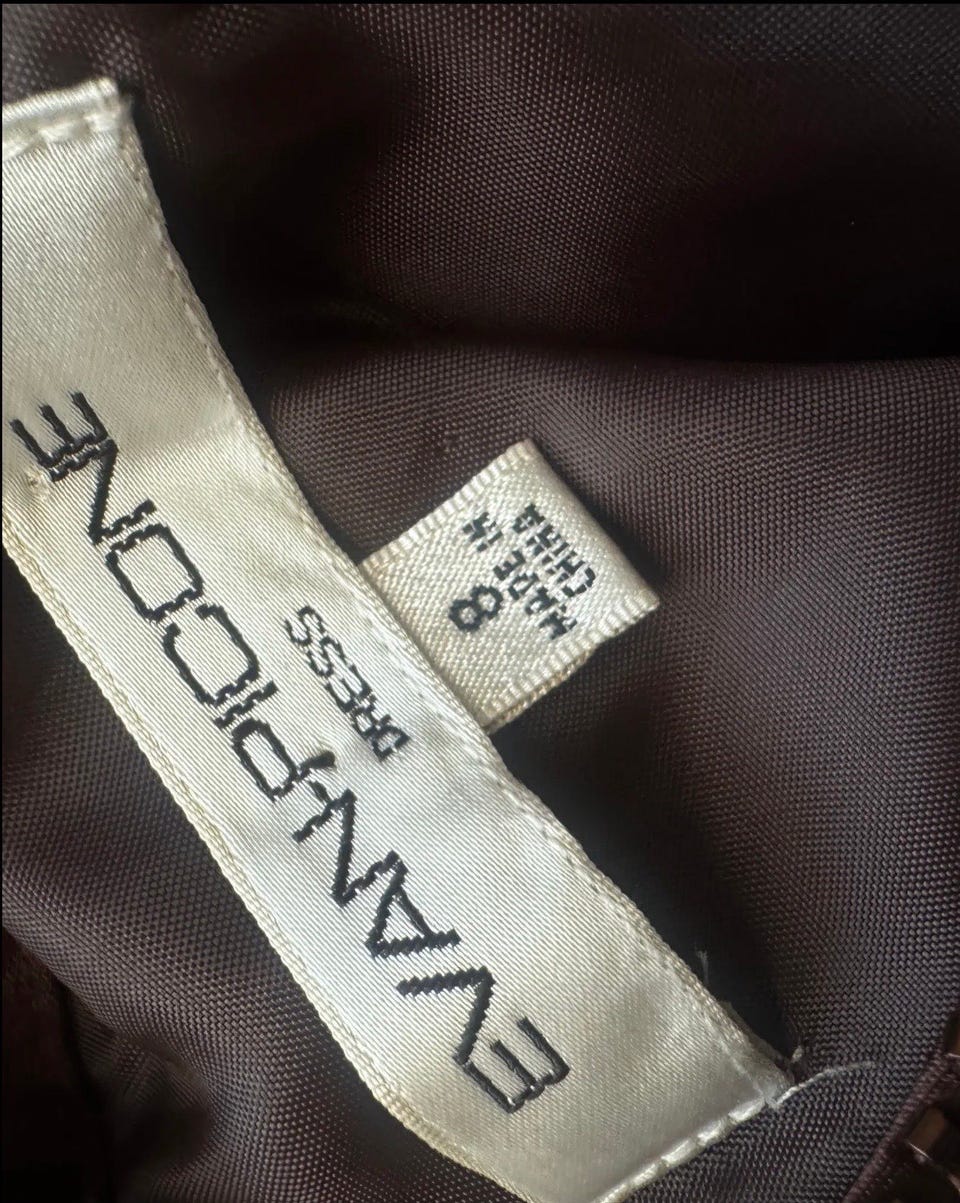 EVAN-PICONE
DRESS
8
MADE IN
CHINA